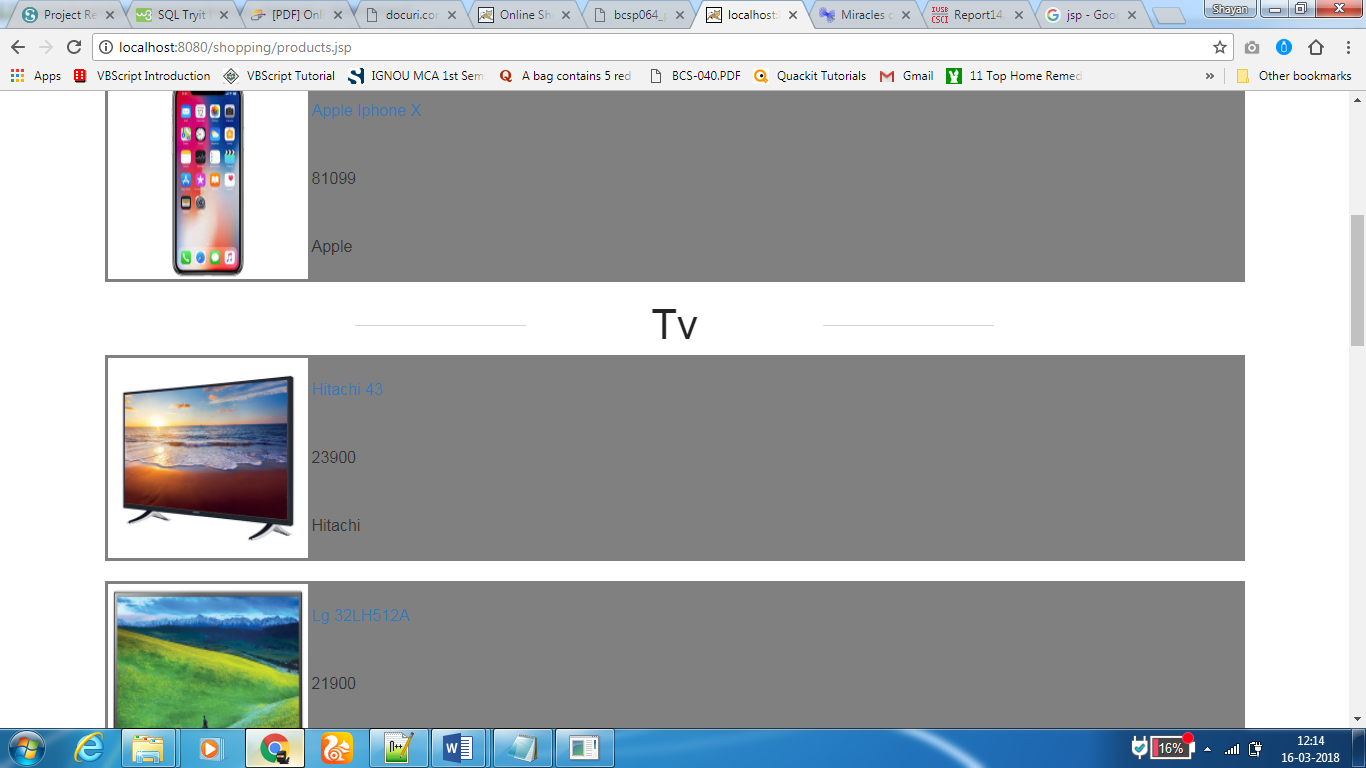 Project Re
SQL Tryit
[PDF] Onl
docuri.com
Online Sh
bcsp064_
localhost:
Miracles
Report14
jsp - Goo
Shayan
localhost:8080/shopping/products.jsp
Apps
VBScript Introduction
VBScript Tutorial
IGNOU MCA 1st Sem
A bag contains 5 red
BCS-040.PDF
Quackit Tutorials
Gmail
11 Top Home Remed
»
Other bookmarks
Apple Iphone X
81099
Apple
Tv
Hitachi 43
23900
Hitachi
Lg 32LH512A
21900
16%
12:14
16-03-2018